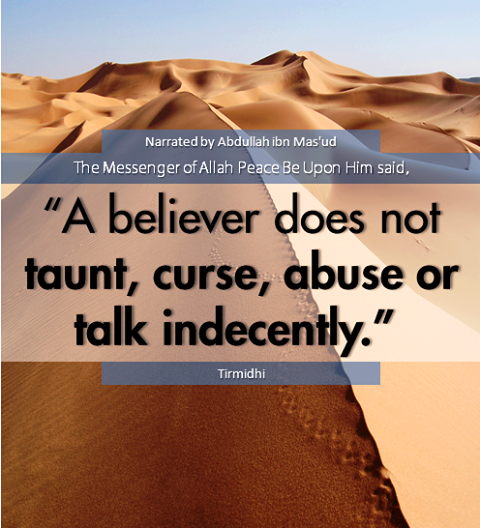 Narrated by Abdullah ibn Mas'ud
The Messenger of Allah Peace Be Upon Him said,
“A believer does not
taunt, curse, abuse or
talk indecently.”
Tirmidhi